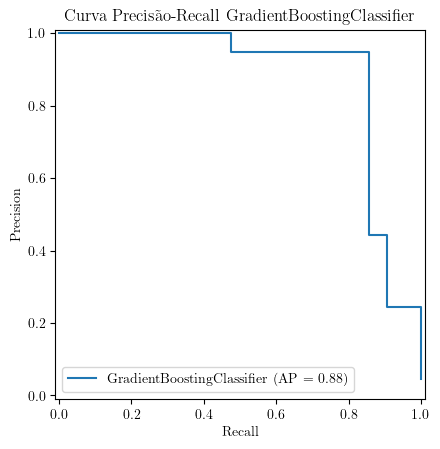 Curva Precisão-Recall GradientBoostingClassifier
1.0
0.8
0.6
0.4
0.2
0.0
Precision
GradientBoostingClassifier (AP = 0.88)
0.0 0.2 0.4 0.6 0.8 1.0
Recall